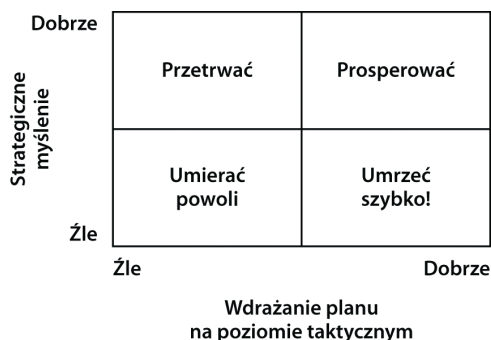 Dobrze
Przetrwać
Prosperować
Strategiczne
myślenie
Umierać
powoli
Umrzeć
szybko!
Źle
Źle
Dobrze
Wdrażanie planu
na poziomie taktycznym